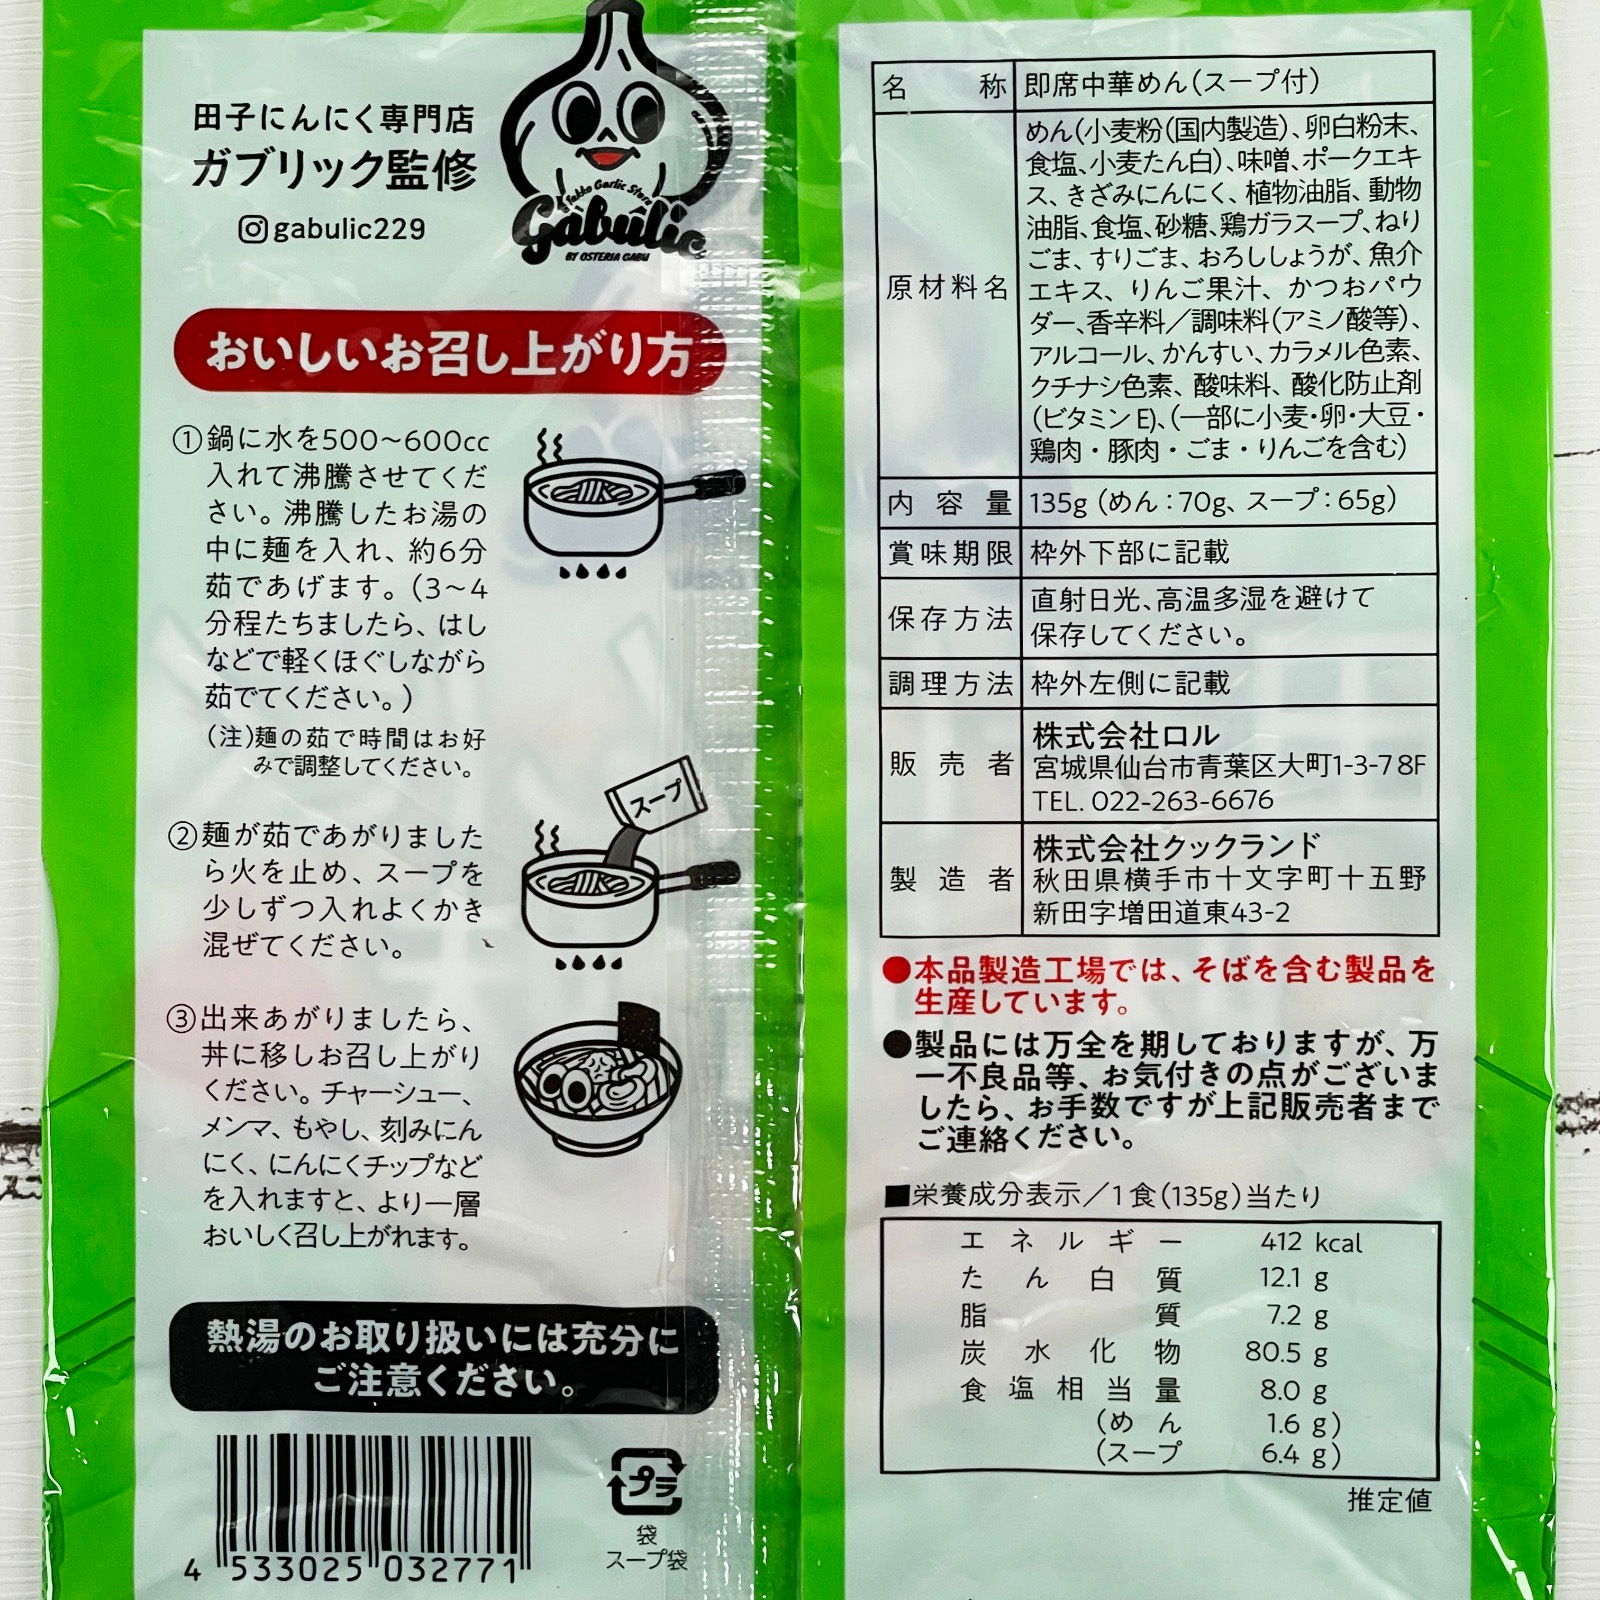 田子にんにく専門店
ガブリック監修
gabulic229
Takko Garlic Store
Gabulic
BY OSTERIA GABU
おいしいお召し上がり方
①鍋に水を500～600cc
入れて沸騰させてくだ
さい。沸騰したお湯の
中に麺を入れ、約6分
茹であげます。（3～4
分程たちましたら、はし
などで軽くほぐしながら
茹でてください。）
（注）麺の茹で時間はお好
みで調整してください。
スープ
②麺が茹であがりました
ら火を止め、スープを
少しずつ入れよくかき
混ぜてください。
③出来あがりましたら、
丼に移しお召し上がり
ください。チャーシュー、
メンマ、もやし、刻みにん
にく、にんにくチップなど
を入れますと、より一層
おいしく召し上がれます。
熱湯のお取り扱いには充分に
ご注意ください。
4 533025 032771
プラ
袋
スープ袋
名称 即席中華めん（スープ付）
原材料名 めん（小麦粉（国内製造）、卵白粉末、
食塩、小麦たん白）、味噌、ポークエキ
ス、きざみにんにく、植物油脂、動物
油脂、食塩、砂糖、鶏ガラスープ、ねり
ごま、すりごま、おろししょうが、魚介
エキス、りんご果汁、かつおパウ
ダー、香辛料／調味料（アミノ酸等）、
アルコール、かんすい、カラメル色素、
クチナシ色素、酸味料、酸化防止剤
（ビタミンE）、（一部に小麦・卵・大豆・
鶏肉・豚肉・ごま・りんごを含む）
内容量 135g（めん：70g、スープ：65g）
賞味期限 枠外下部に記載
保存方法 直射日光、高温多湿を避けて
保存してください。
調理方法 枠外左側に記載
販売者 株式会社ロル
宮城県仙台市青葉区大町1-3-7 8F
TEL. 022-263-6676
製造者 株式会社クックランド
秋田県横手市十文字町十五野
新田字増田道東43-2
●本品製造工場では、そばを含む製品を
生産しています。
●製品には万全を期しておりますが、万
一不良品等、お気付きの点がございま
したら、お手数ですが上記販売者まで
ご連絡ください。
■栄養成分表示／1食（135g）当たり
エネルギー 412 kcal
たん白質 12.1 g
脂質 7.2 g
炭水化物 80.5 g
食塩相当量 8.0 g
（めん 1.6 g）
（スープ 6.4 g）
推定値